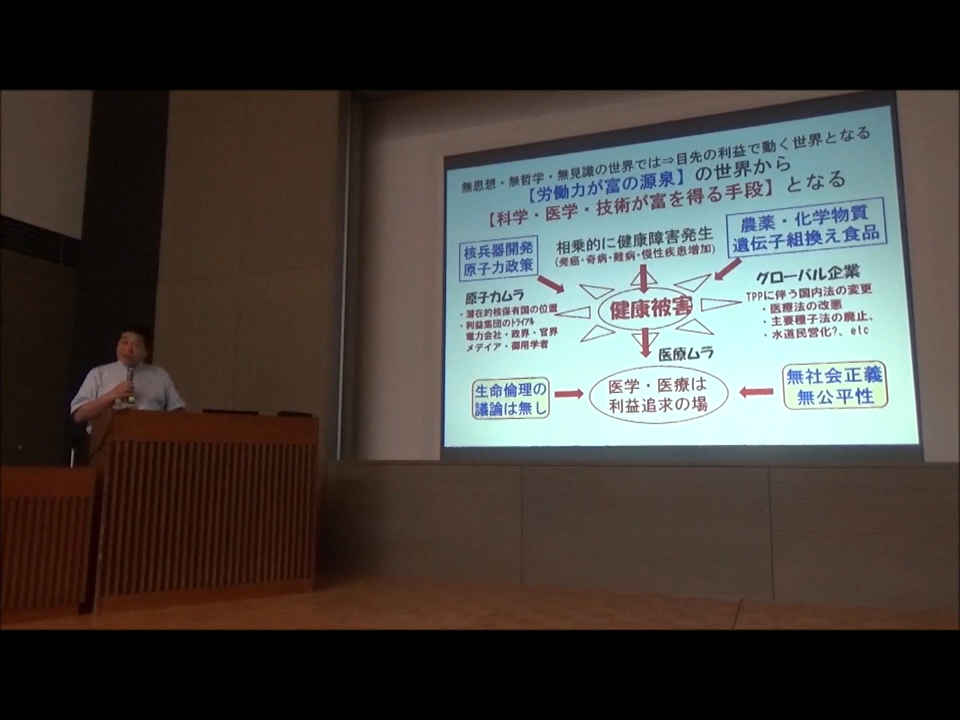 無思想・無哲学・無見識の世界では⇒目先の利益で動く世界となる
【労働力が富の源泉】の世界から
【科学・医学・技術が富を得る手段】となる
核兵器開発
原子力政策
相乗的に健康障害発生
(発癌・奇病・難病・慢性疾患増加)
農薬・化学物質
遺伝子組換え食品
原子力ムラ
・潜在的核保有国の位置
・利益集団のトライアル
電力会社・政界・官界
メデイア・御用学者
健康被害
グローバル企業
TPPに伴う国内法の変更
・医療法の改悪
・主要種子法の廃止、
・水道民営化?、etc
医療ムラ
生命倫理の
議論は無し
医学・医療は
利益追求の場
無社会正義
無公平性